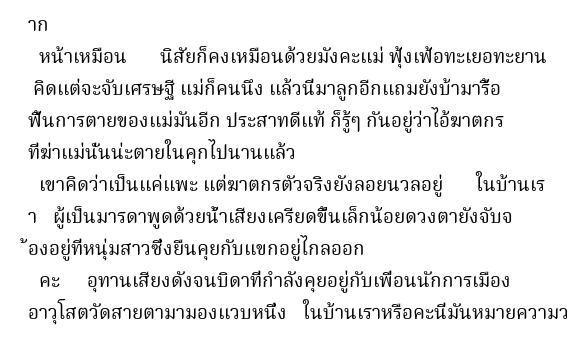 าก
หน้าเหมือน นิสัยก็คงเหมือนด้วยมังคะแม่ ฟุ้งเฟ้อทะเยอทะยาน
คิดแต่จะจับเศรษฐี แม่ก็คนนึง แล้วนี่มาลูกอีกแถมยังบ้ามารื้อ
ฟื้นการตายของแม่มันอีก ประสาทดีแท้ ก็รู้ๆ กันอยู่ว่าไอ้ฆาตกร
ที่ฆ่าแม่นั่นน่ะตายในคุกไปนานแล้ว
เขาคิดว่าเป็นแค่แพะ แต่ฆาตกรตัวจริงยังลอยนวลอยู่ ในบ้านเร
า ผู้เป็นมารดาพูดด้วยน้ำเสียงเครียดขึ้นเล็กน้อยดวงตายังจับจ
้องอยู่ที่หนุ่มสาวซึ่งยืนคุยกับแขกอยู่ไกลออก
คะ อุทานเสียงดังจนบิดาที่กำลังคุยอยู่กับเพื่อนนักการเมือง
อาวุโสตวัดสายตามามองแวบหนึ่ง ในบ้านเราหรือคะนี่มันหมายความว